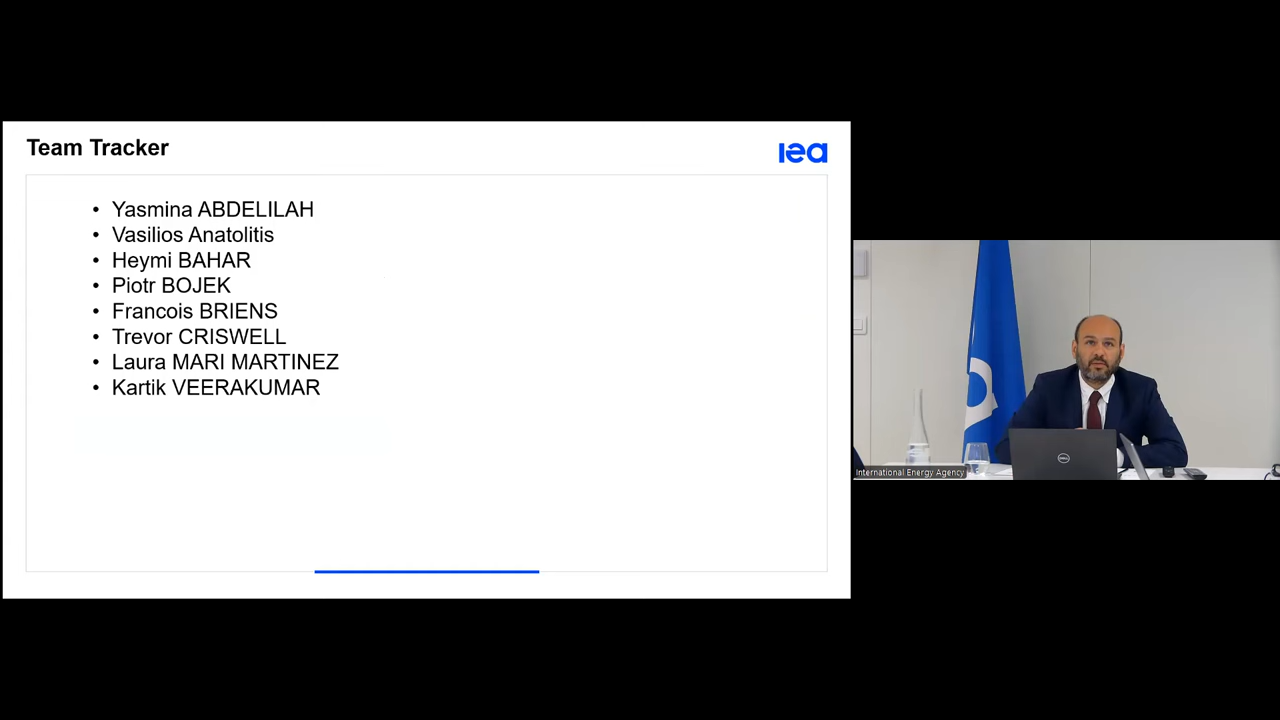 Team Tracker
iea
• Yasmina ABDELILAH
• Vasilios Anatolitis
• Heymi BAHAR
• Piotr BOJEK
• Francois BRIENS
• Trevor CRISWELL
• Laura MARI MARTINEZ
• Kartik VEERAKUMAR
International Energy Agency